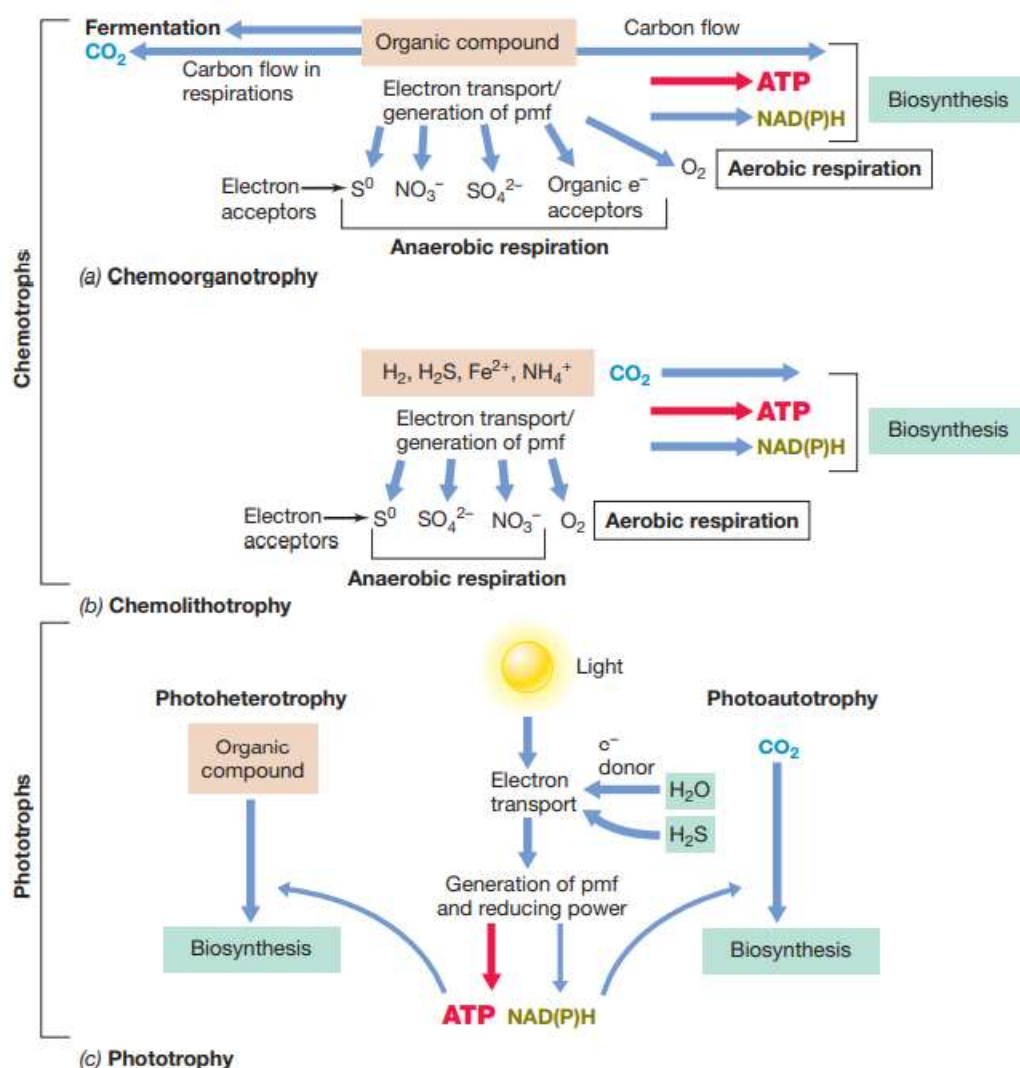 Fermentation
CO₂
Organic compound
Carbon flow
Carbon flow in
respirations
Electron transport/
generation of pmf
ATP
NAD(P)H
Biosynthesis
Electron
acceptors
S⁰
NO₃⁻
SO₄²⁻
Organic e⁻
acceptors
O₂
Aerobic respiration
Anaerobic respiration
(a) Chemoorganotrophy
Chemotrophs
H₂, H₂S, Fe²⁺, NH₄⁺
CO₂
Electron transport/
generation of pmf
ATP
NAD(P)H
Biosynthesis
Electron
acceptors
S⁰
SO₄²⁻
NO₃⁻
O₂
Aerobic respiration
Anaerobic respiration
(b) Chemolithotrophy
Light
Photoheterotrophy
Photoautotrophy
Organic
compound
CO₂
e⁻
donor
Electron
transport
H₂O
H₂S
Phototrophs
Generation of pmf
and reducing power
Biosynthesis
Biosynthesis
ATP
NAD(P)H
(c) Phototrophy